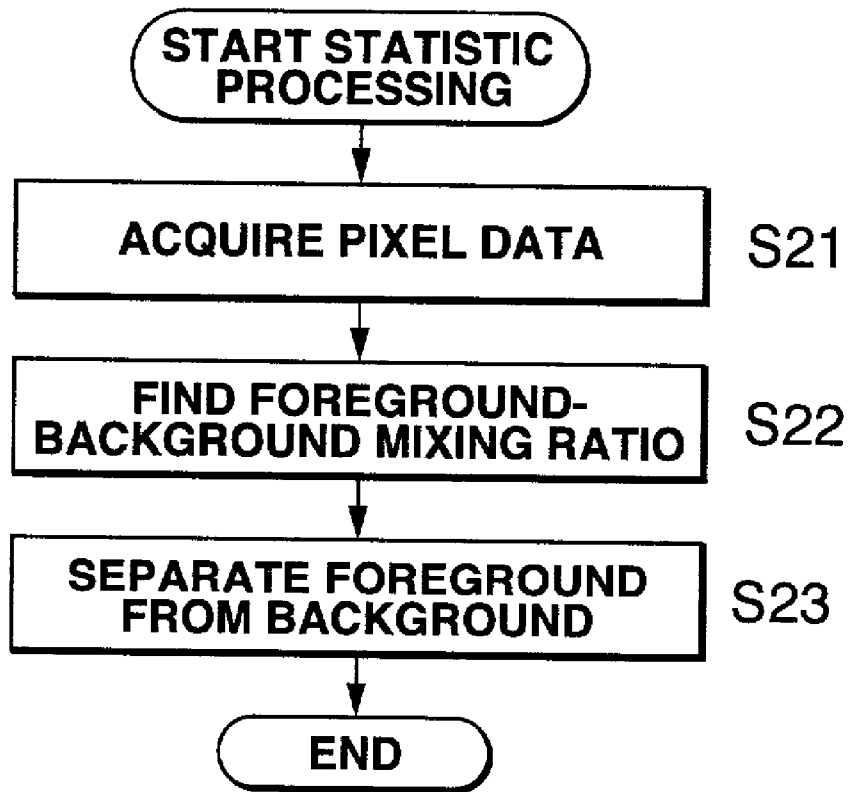 START STATISTIC
PROCESSING
ACQUIRE PIXEL DATA
S21
FIND FOREGROUND-
BACKGROUND MIXING RATIO
S22
SEPARATE FOREGROUND
FROM BACKGROUND
S23
END